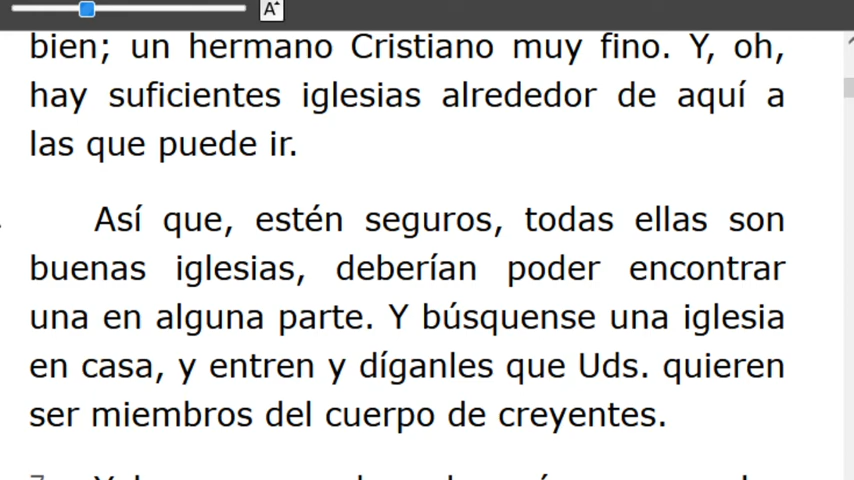 A
bien; un hermano Cristiano muy fino. Y, oh,
hay suficientes iglesias alrededor de aquí a
las que puede ir.
Así que, estén seguros, todas ellas son
buenas iglesias, deberían poder encontrar
una en alguna parte. Y búsquense una iglesia
en casa, y entren y díganles que Uds. quieren
ser miembros del cuerpo de creyentes.